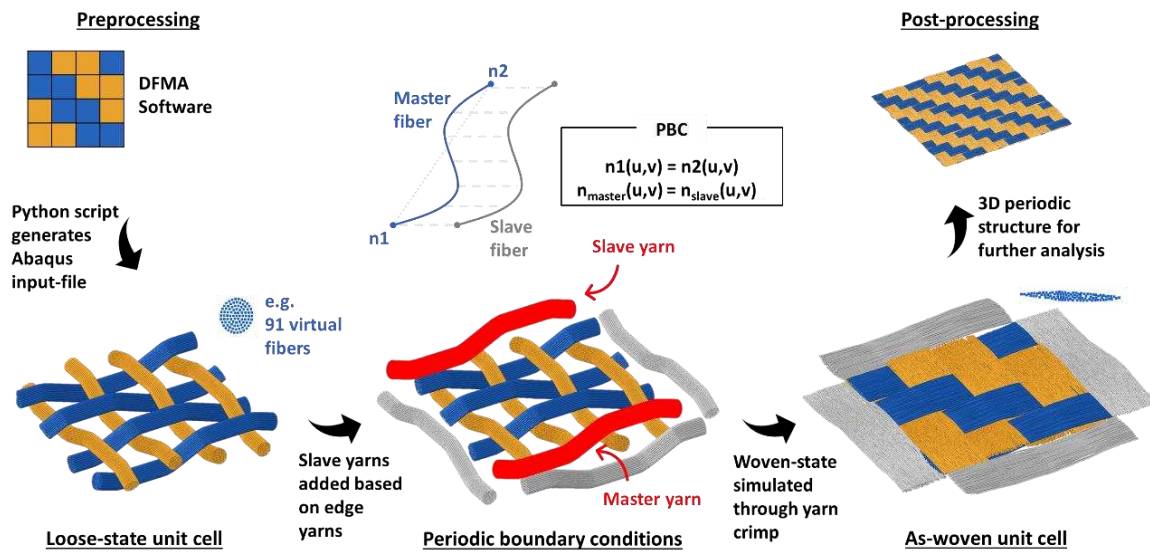 Preprocessing
DFMA
Software
Python script
generates
Abaqus
input-file
e.g.
91 virtual
fibers
Loose-state unit cell
Slave yarns
added based
on edge
yarns
n2
Master
fiber
n1
Slave
fiber
PBC
n1(u,v) = n2(u,v)
n_master(u,v) = n_slave(u,v)
Slave yarn
Master yarn
Periodic boundary conditions
Woven-state
simulated
through yarn
crimp
Post-processing
3D periodic
structure for
further analysis
As-woven unit cell